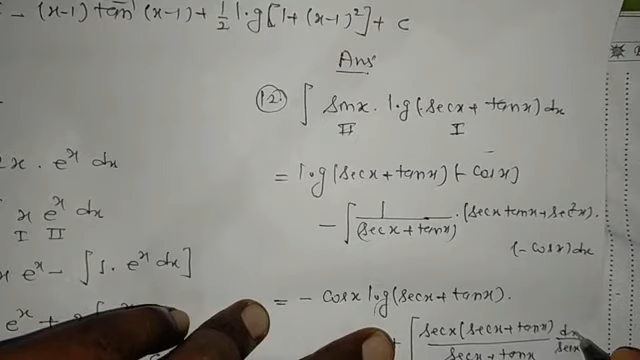 - (x-1) tan⁻¹ (x-1) + 1/2 log [1+(x-1)²] + c
Ans
(12) ∫ sinx . log(secx + tanx) dx
II I
= log(secx + tanx) (-cosx)
- ∫ 1/(secx + tanx) . (secx tanx + sec²x) .
(-cosx) dx
= - cosx log(secx + tanx) .
+ ∫ secx(secx + tanx)/secx + tanx dx/secx
x . eˣ dx
x eˣ dx
I II
x eˣ - ∫ 1. eˣ dx]
eˣ +